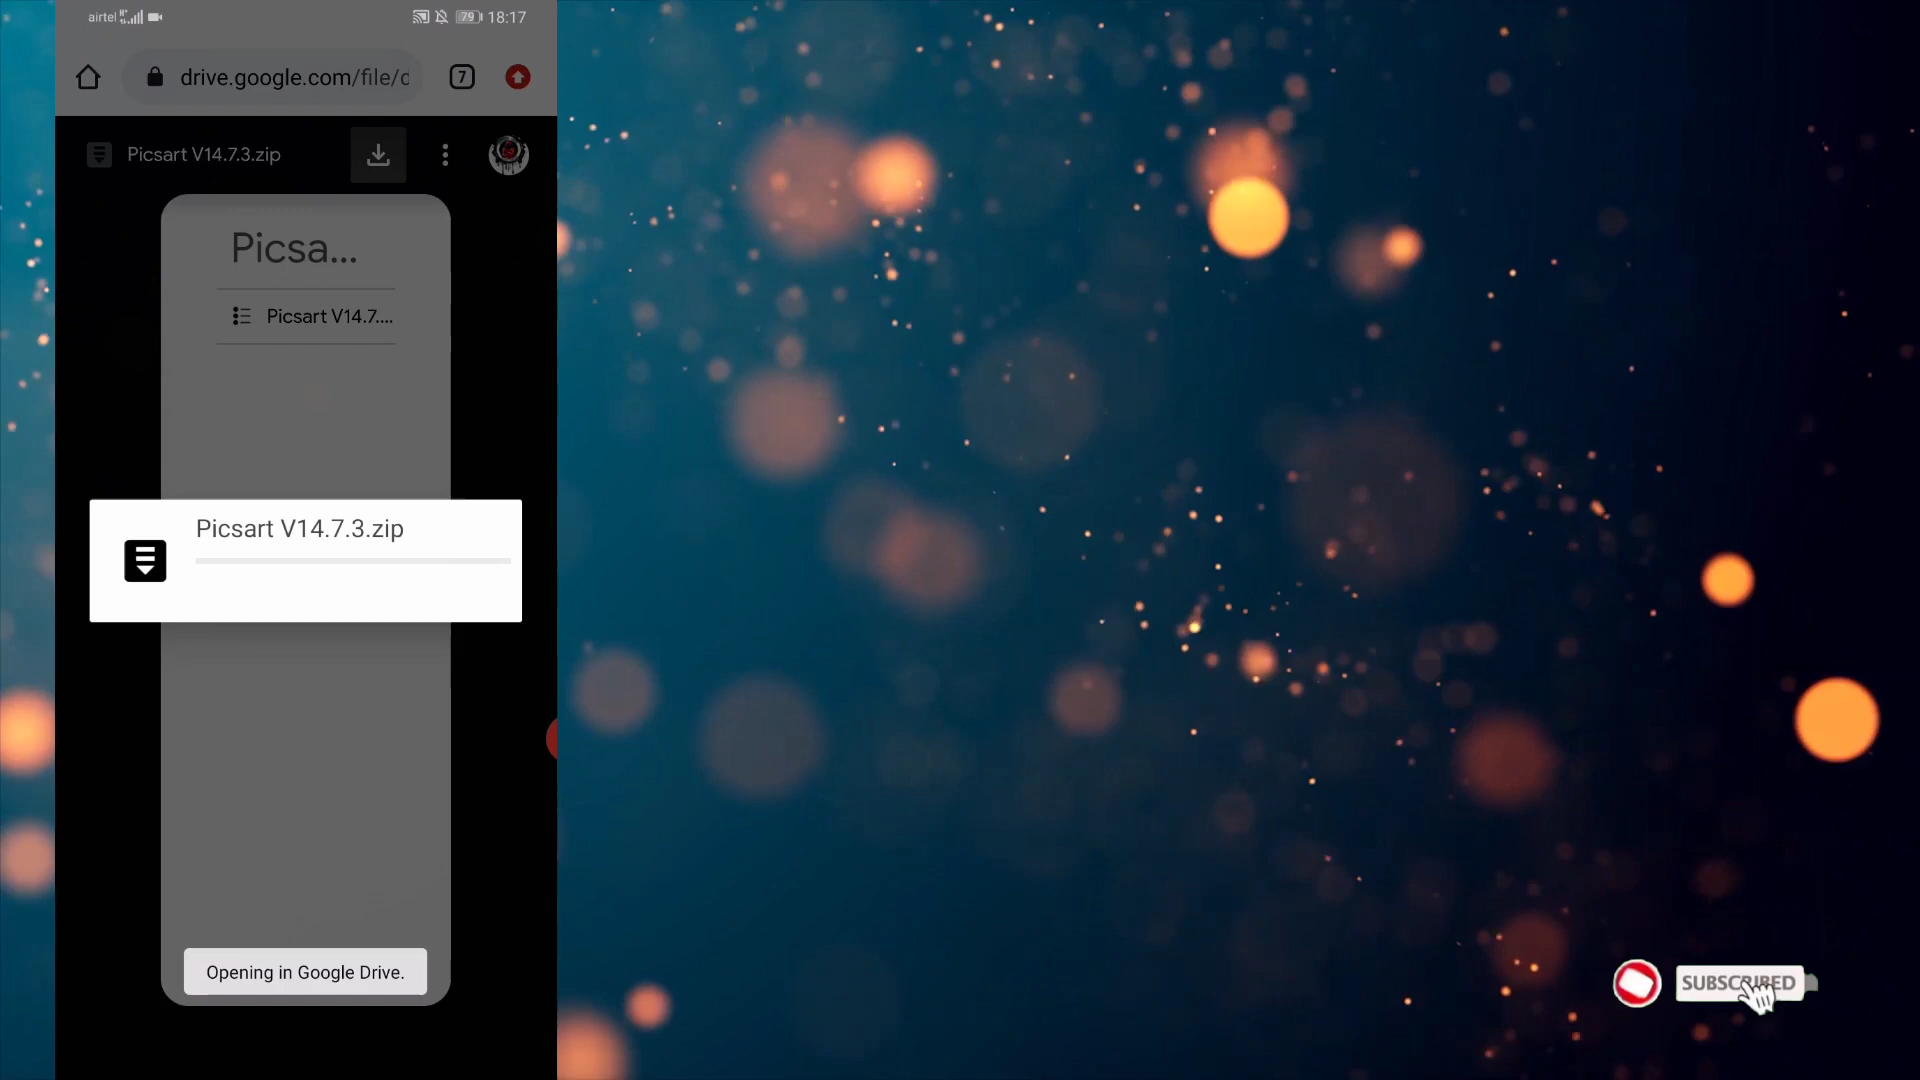 airtel 79 18:17
drive.google.com/file/d
7
Picsart V14.7.3.zip
Picsa...
Picsart V14.7....
Picsart V14.7.3.zip
Opening in Google Drive.
SUBSCRIBED